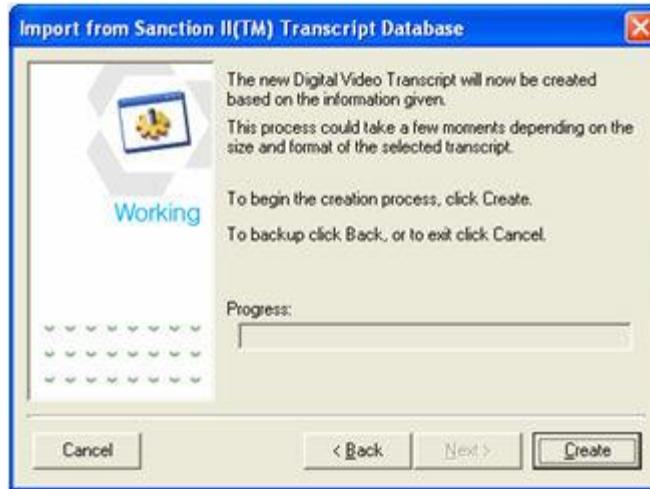 Import from Sanction II(TM) Transcript Database
The new Digital Video Transcript will now be created
based on the information given.
This process could take a few moments depending on the
size and format of the selected transcript.
To begin the creation process, click Create.
Working
To backup click Back, or to exit click Cancel.
Progress:
Cancel
< Back
Next >
Create